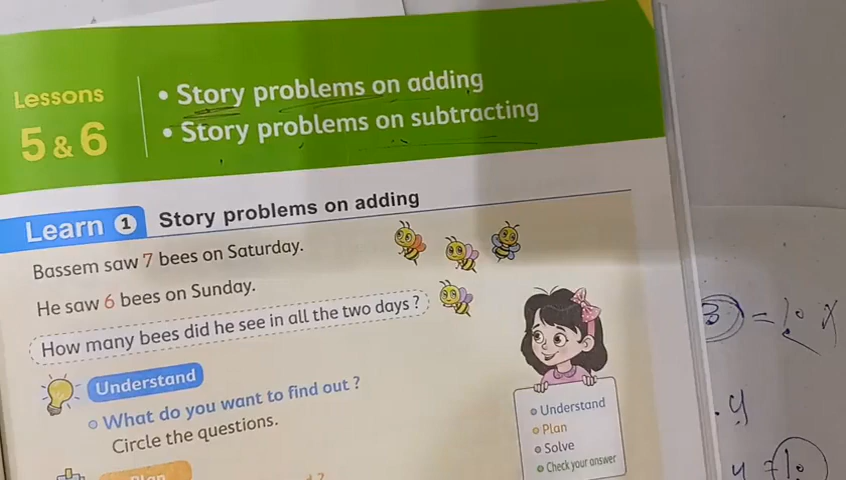 Lessons
5 & 6
• Story problems on adding
• Story problems on subtracting
Learn 1 Story problems on adding
Bassem saw 7 bees on Saturday.
He saw 6 bees on Sunday.
How many bees did he see in all the two days ?
Understand
What do you want to find out ?
Circle the questions.
Plan
Understand
Plan
Solve
Check your answer